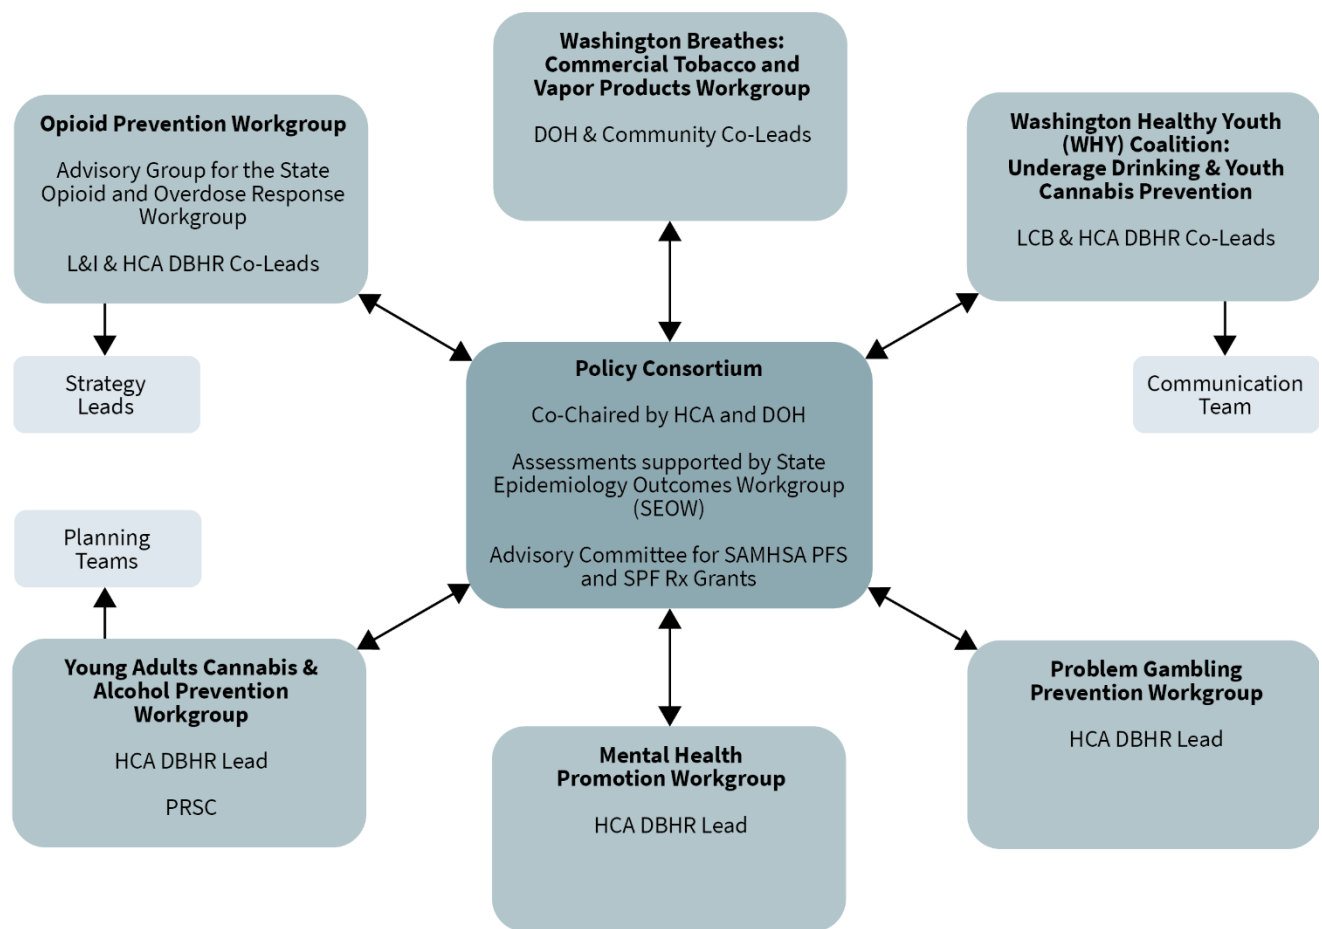 Washington Breathes:
Commercial Tobacco and
Vapor Products Workgroup
DOH & Community Co-Leads
Opioid Prevention Workgroup
Advisory Group for the State
Opioid and Overdose Response
Workgroup
L&I & HCA DBHR Co-Leads
Washington Healthy Youth
(WHY) Coalition:
Underage Drinking & Youth
Cannabis Prevention
LCB & HCA DBHR Co-Leads
Strategy
Leads
Policy Consortium
Co-Chaired by HCA and DOH
Assessments supported by State
Epidemiology Outcomes Workgroup
(SEOW)
Advisory Committee for SAMHSA PFS
and SPF Rx Grants
Communication
Team
Planning
Teams
Young Adults Cannabis &
Alcohol Prevention
Workgroup
HCA DBHR Lead
PRSC
Mental Health
Promotion Workgroup
HCA DBHR Lead
Problem Gambling
Prevention Workgroup
HCA DBHR Lead